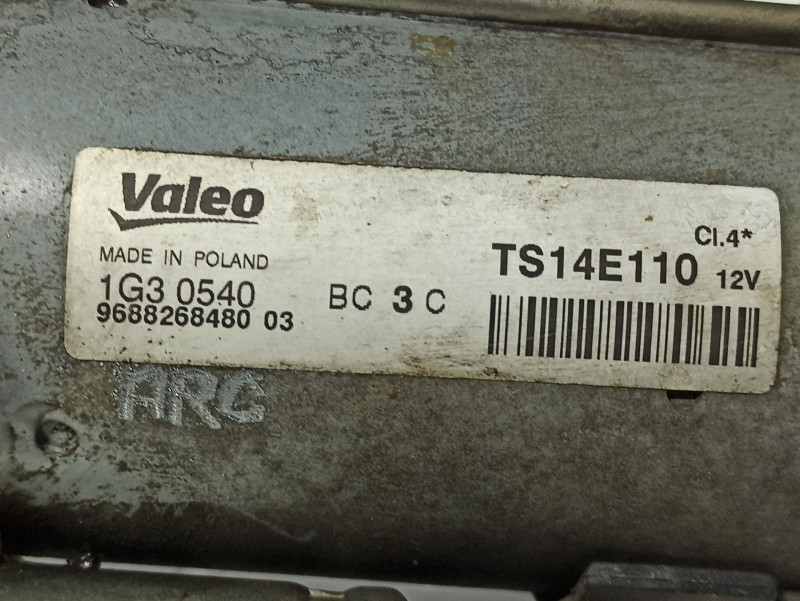 Valeo
MADE IN POLAND
1G3 0540
9688268480 03
BC 3 C
Cl.4*
TS14E110 12V
ARC